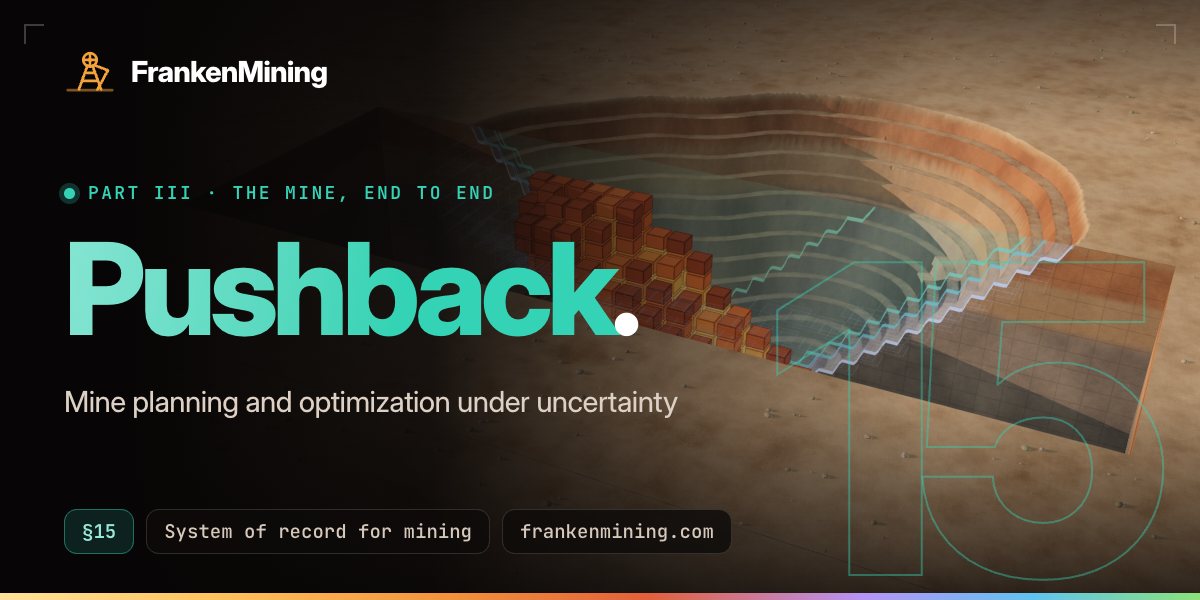 FrankenMining
PART III · THE MINE, END TO END
Pushback.
Mine planning and optimization under uncertainty
§15
System of record for mining
frankenmining.com
15